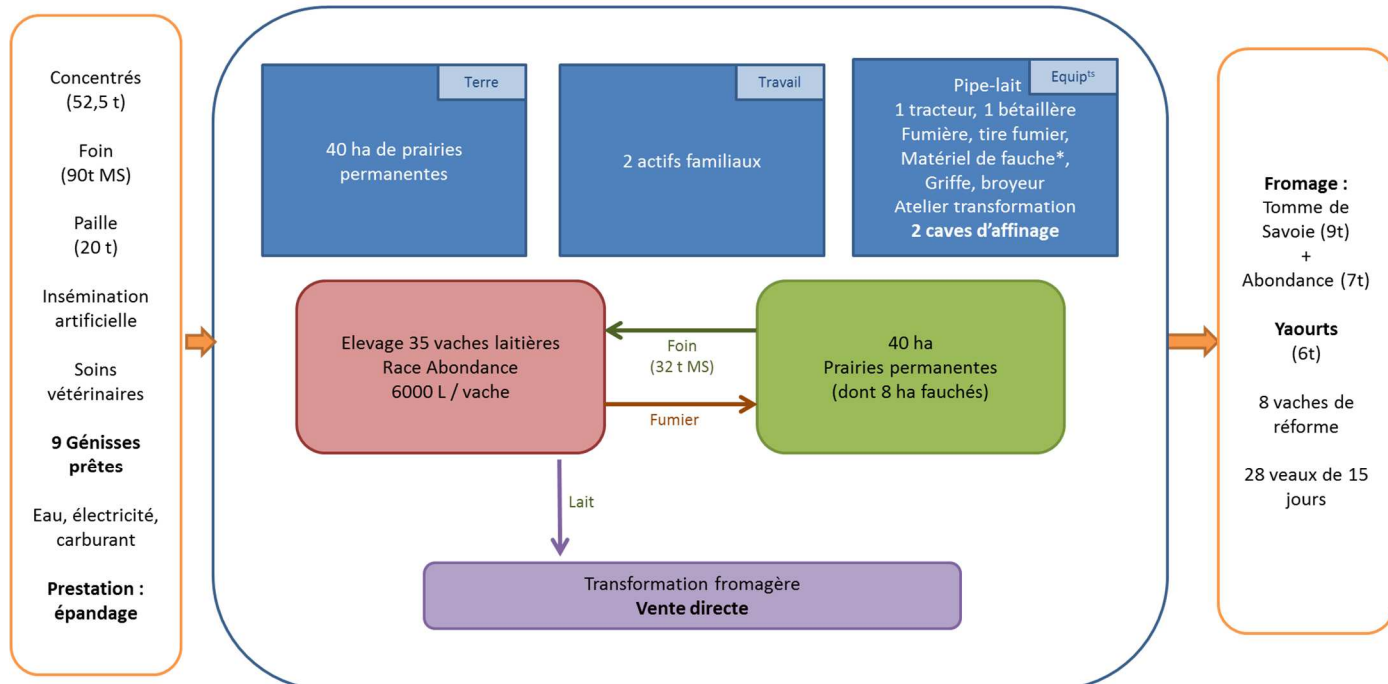 Concentrés
(52,5 t)
Foin
(90t MS)
Paille
(20 t)
Insémination
artificielle
Soins
vétérinaires
9 Génisses
prêtes
Eau, électricité,
carburant
Prestation :
épandage
Terre
40 ha de prairies
permanentes
Travail
2 actifs familiaux
Equipts
Pipe-lait
1 tracteur, 1 bétaillère
Fumière, tire fumier,
Matériel de fauche*,
Griffe, broyeur
Atelier transformation
2 caves d’affinage
Elevage 35 vaches laitières
Race Abondance
6000 L / vache
Foin
(32 t MS)
Fumier
40 ha
Prairies permanentes
(dont 8 ha fauchés)
Lait
Transformation fromagère
Vente directe
Fromage :
Tomme de
Savoie (9t)
+
Abondance (7t)
Yaourts
(6t)
8 vaches de
réforme
28 veaux de 15
jours